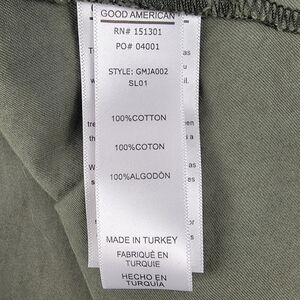 GOOD AMERICAN
RN# 151301
PO# 04001
STYLE: GMJA002
SL01
100%COTTON
100%COTON
100%ALGODÓN
MADE IN TURKEY
FABRIQUÉ EN
TURQUIE
HECHO EN
TURQUÍA